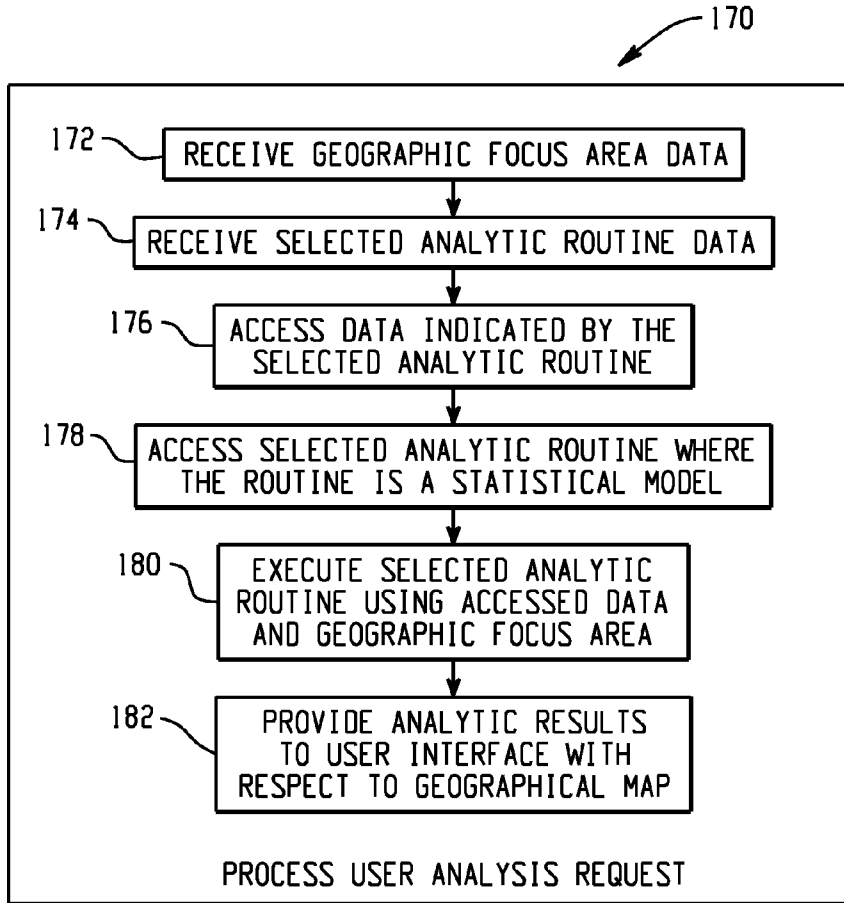 170
172
RECEIVE GEOGRAPHIC FOCUS AREA DATA
174
RECEIVE SELECTED ANALYTIC ROUTINE DATA
176
ACCESS DATA INDICATED BY THE
SELECTED ANALYTIC ROUTINE
178
ACCESS SELECTED ANALYTIC ROUTINE WHERE
THE ROUTINE IS A STATISTICAL MODEL
180
EXECUTE SELECTED ANALYTIC
ROUTINE USING ACCESSED DATA
AND GEOGRAPHIC FOCUS AREA
182
PROVIDE ANALYTIC RESULTS
TO USER INTERFACE WITH
RESPECT TO GEOGRAPHICAL MAP
PROCESS USER ANALYSIS REQUEST